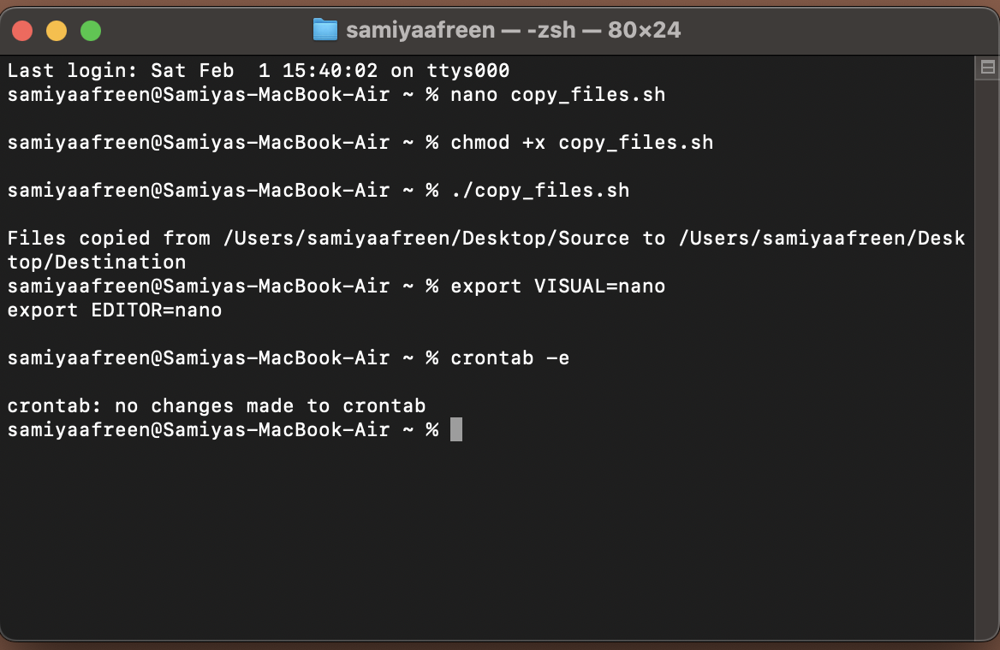 samiyaafreen — -zsh — 80×24
Last login: Sat Feb  1 15:40:02 on ttys000
samiyaafreen@Samiyas-MacBook-Air ~ % nano copy_files.sh
samiyaafreen@Samiyas-MacBook-Air ~ % chmod +x copy_files.sh
samiyaafreen@Samiyas-MacBook-Air ~ % ./copy_files.sh
Files copied from /Users/samiyaafreen/Desktop/Source to /Users/samiyaafreen/Desk
top/Destination
samiyaafreen@Samiyas-MacBook-Air ~ % export VISUAL=nano
export EDITOR=nano
samiyaafreen@Samiyas-MacBook-Air ~ % crontab -e
crontab: no changes made to crontab
samiyaafreen@Samiyas-MacBook-Air ~ %